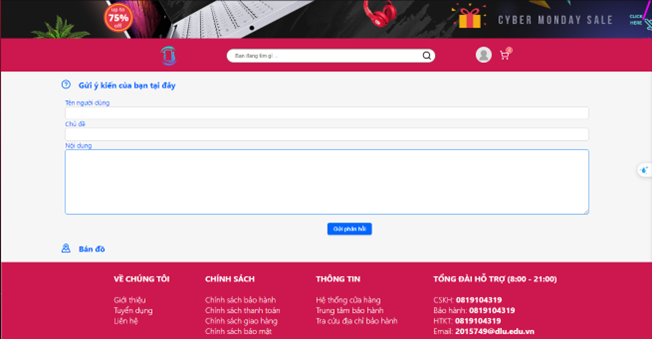 up to
75%
off
CYBER MONDAY SALE
CLICK
HERE
Bạn đang tìm gì ...
Gửi ý kiến của bạn tại đây
Tên người dùng
Chủ đề
Nội dung
Gửi phản hồi
Bản đồ
VỀ CHÚNG TÔI
Giới thiệu
Tuyển dụng
Liên hệ
CHÍNH SÁCH
Chính sách bảo hành
Chính sách thanh toán
Chính sách giao hàng
Chính sách bảo mật
THÔNG TIN
Hệ thống cửa hàng
Trung tâm bảo hành
Tra cứu địa chỉ bảo hành
TỔNG ĐÀI HỖ TRỢ (8:00 - 21:00)
CSKH: 0819104319
Bảo hành: 0819104319
HTKT: 0819104319
Email: 2015749@dlu.edu.vn